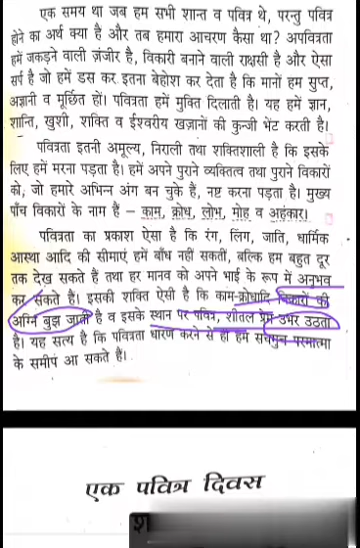 एक समय था जब हम सभी शान्त व पवित्र थे, परन्तु पवित्र
होने का अर्थ क्या है और तब हमारा आचरण कैसा था? अपवित्रता
हमें जकड़ने वाली ज़ंजीर है, विकारी बनाने वाली राक्षसी है और ऐसा
सर्प है जो हमें डस कर इतना बेहोश कर देता है कि मानों हम सुप्त,
अज्ञानी व मूर्छित हों। पवित्रता हमें मुक्ति दिलाती है। यह हमें ज्ञान,
शान्ति, खुशी, शक्ति व ईश्वरीय खज़ानों की कुन्जी भेंट करती है।
पवित्रता इतनी अमूल्य, निराली तथा शक्तिशाली है कि इसके
लिए हमें मरना पड़ता है। हमें अपने पुराने व्यक्तित्व तथा पुराने विकारों
को, जो हमारे अभिन्न अंग बन चुके हैं, नष्ट करना पड़ता है। मुख्य
पाँच विकारों के नाम हैं – काम, क्रोध, लोभ, मोह व अहंकार।
पवित्रता का प्रकाश ऐसा है कि रंग, लिंग, जाति, धार्मिक
आस्था आदि की सीमाएं हमें बाँध नहीं सकतीं, बल्कि हम बहुत दूर
तक देख सकते हैं तथा हर मानव को अपने भाई के रूप में अनुभव
कर सकते हैं। इसकी शक्ति ऐसी है कि काम-क्रोधादि विकारों की
अग्नि बुझ जाती है व इसके स्थान पर पवित्र, शीतल प्रेम उभर उठता
है। यह सत्य है कि पवित्रता धारण करने से ही हम सचमुच परमात्मा
के समीप आ सकते हैं।
एक पवित्र दिवस